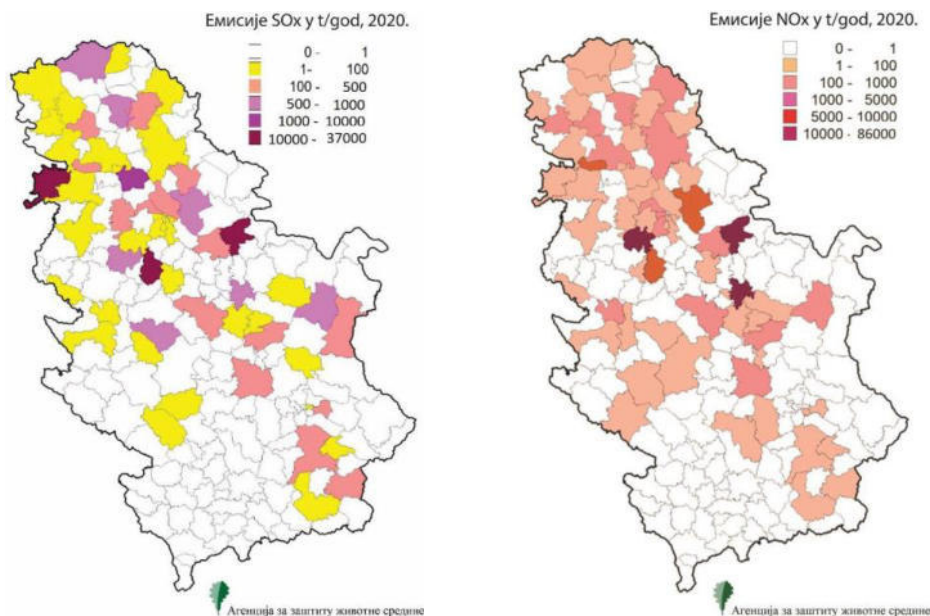 Емисије SOx у t/год, 2020.
0 - 1
1- 100
100 - 500
500 - 1000
1000 - 10000
10000 - 37000
Агенција за заштиту животне средине
Емисије NOx у t/год, 2020.
0 - 1
1 - 100
100 - 1000
1000 - 5000
5000 - 10000
10000 - 86000
Агенција за заштиту животне средине